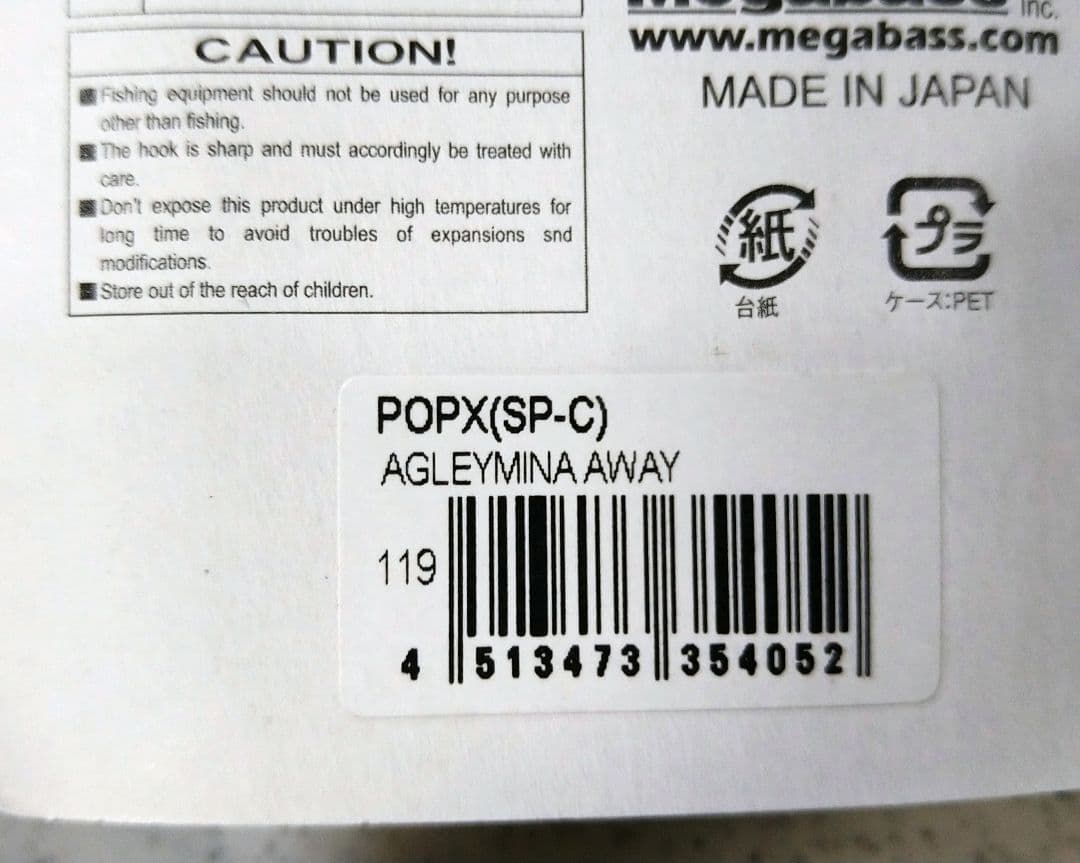 CAUTION!
■ Fishing equipment should not be used for any purpose
other than fishing.
■ The hook is sharp and must accordingly be treated with
care.
■ Don't expose this product under high temperatures for
long time to avoid troubles of expansions snd
modifications.
■ Store out of the reach of children.
Megabass Inc.
www.megabass.com
MADE IN JAPAN
紙
台紙
プラ
ケース:PET
POPX(SP-C)
AGLEYMINA AWAY
119
4 513473 354052